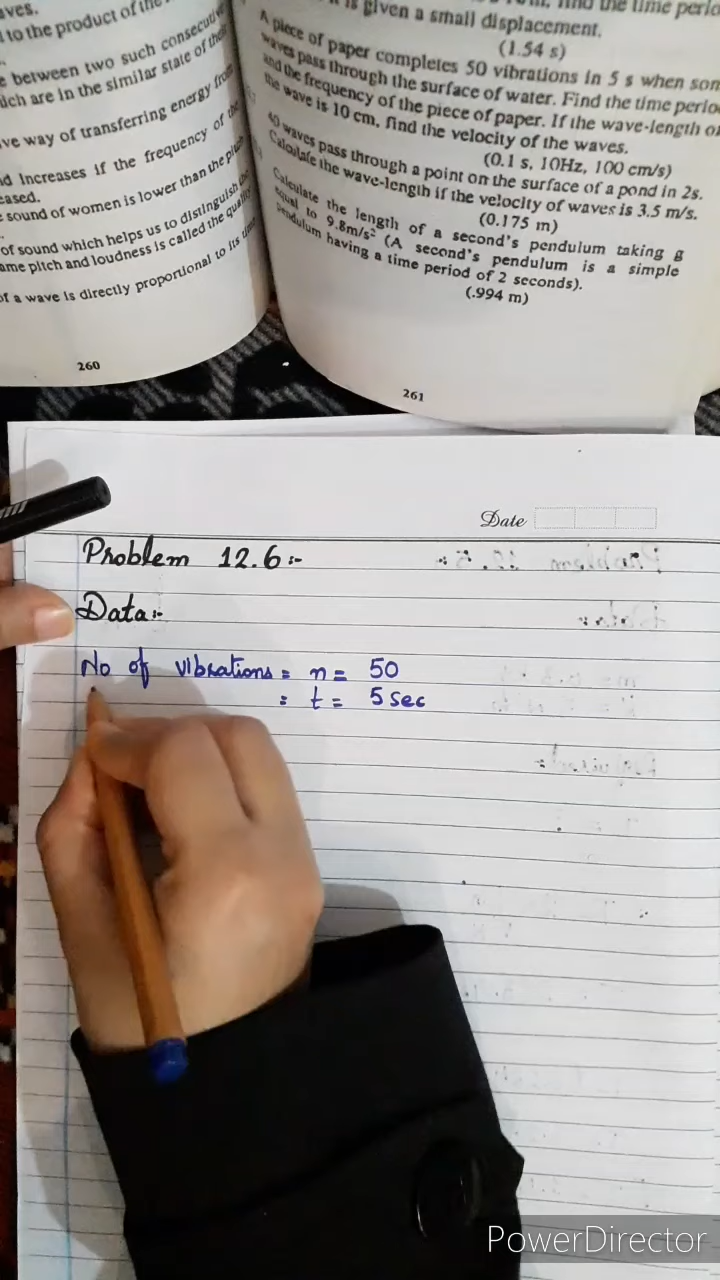 aves.
to the product of the
e between two such consecutive
ich are in the similar state of their
ve way of transferring energy from
nd Increases if the frequency of the
eased.
sound of women is lower than the pitch
of sound which helps us to distinguish the
ame pitch and loudness is called the quality
of a wave is directly proportional to its
260
is given a small displacement.
(1.54 s)
A piece of paper completes 50 vibrations in 5 s when som
waves pass through the surface of water. Find the time perio
and the frequency of the piece of paper. If the wave-length of
the wave is 10 cm, find the velocity of the waves.
(0.1 s, 10Hz, 100 cm/s)
40 waves pass through a point on the surface of a pond in 2s.
Calculate the wave-length if the velocity of waves is 3.5 m/s.
(0.175 m)
Calculate the length of a second's pendulum taking g
equal to 9.8m/s² (A second's pendulum is a simple
pendulum having a time period of 2 seconds).
(.994 m)
261
Date
Problem 12.6:-
Data:-
No of vibrations = n = 50
= t = 5 sec
PowerDirector